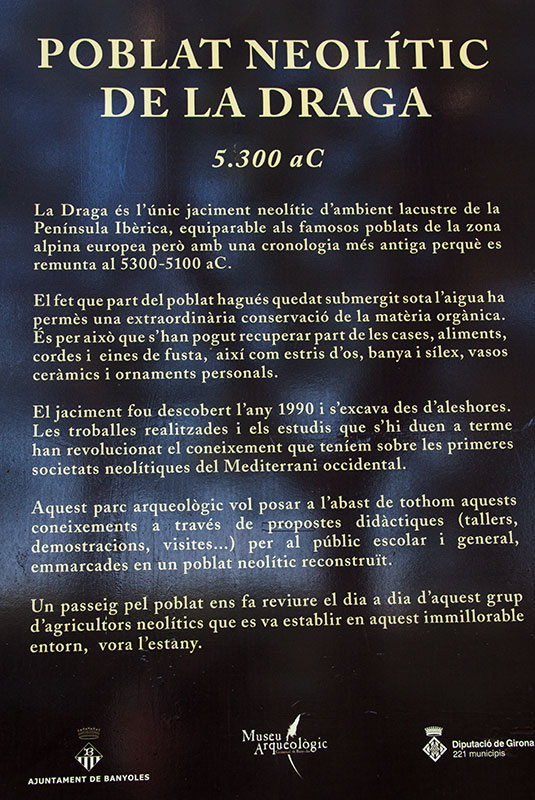 POBLAT NEOLÍTIC
DE LA DRAGA
5.300 aC
La Draga és l'únic jaciment neolític d'ambient lacustre de la
Península Ibèrica, equiparable als famosos poblats de la zona
alpina europea però amb una cronologia més antiga perquè es
remunta al 5300-5100 aC.
El fet que part del poblat hagués quedat submergit sota l'aigua ha
permès una extraordinària conservació de la matèria orgànica.
És per això que s'han pogut recuperar part de les cases, aliments,
cordes i eines de fusta, així com estris d'os, banya i sílex, vasos
ceràmics i ornaments personals.
El jaciment fou descobert l'any 1990 i s'excava des d'aleshores.
Les troballes realitzades i els estudis que s'hi duen a terme
han revolucionat el coneixement que teníem sobre les primeres
societats neolítiques del Mediterrani occidental.
Aquest parc arqueològic vol posar a l'abast de tothom aquests
coneixements a través de propostes didàctiques (tallers,
demostracions, visites...) per al públic escolar i general,
emmarcades en un poblat neolític reconstruït.
Un passeig pel poblat ens fa reviure el dia a dia d'aquest grup
d'agricultors neolítics que es va establir en aquest immillorable
entorn, vora l'estany.
AJUNTAMENT DE BANYOLES
Museu
Arqueològic
Diputació de Girona
221 municipis